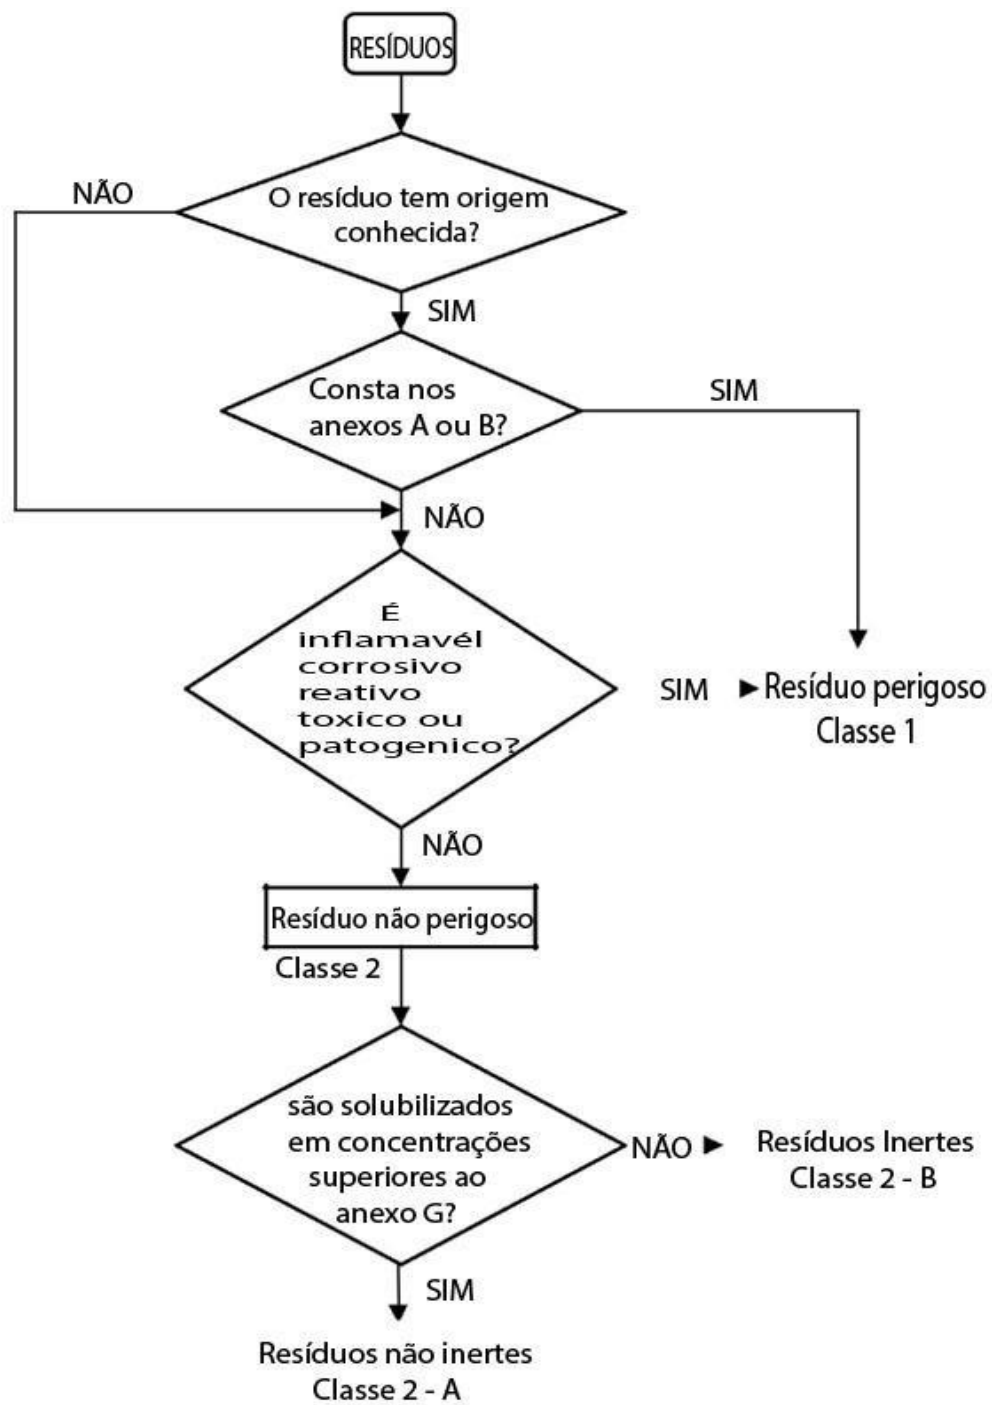 RESÍDUOS
NÃO
O resíduo tem origem
conhecida?
SIM
Consta nos
anexos A ou B?
SIM
NÃO
É
inflamavél
corrosivo
reativo
toxico ou
patogenico?
SIM
Resíduo perigoso
Classe 1
NÃO
Resíduo não perigoso
Classe 2
são solubilizados
em concentrações
superiores ao
anexo G?
NÃO
Resíduos Inertes
Classe 2 - B
SIM
Resíduos não inertes
Classe 2 - A